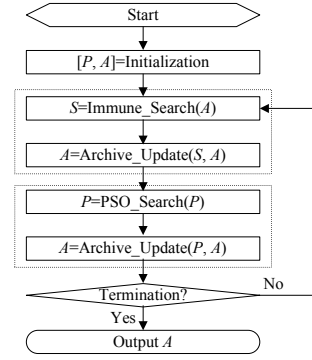 Start
[P, A]=Initialization
S=Immune_Search(A)
A=Archive_Update(S, A)
P=PSO_Search(P)
A=Archive_Update(P, A)
Termination?
No
Yes
Output A